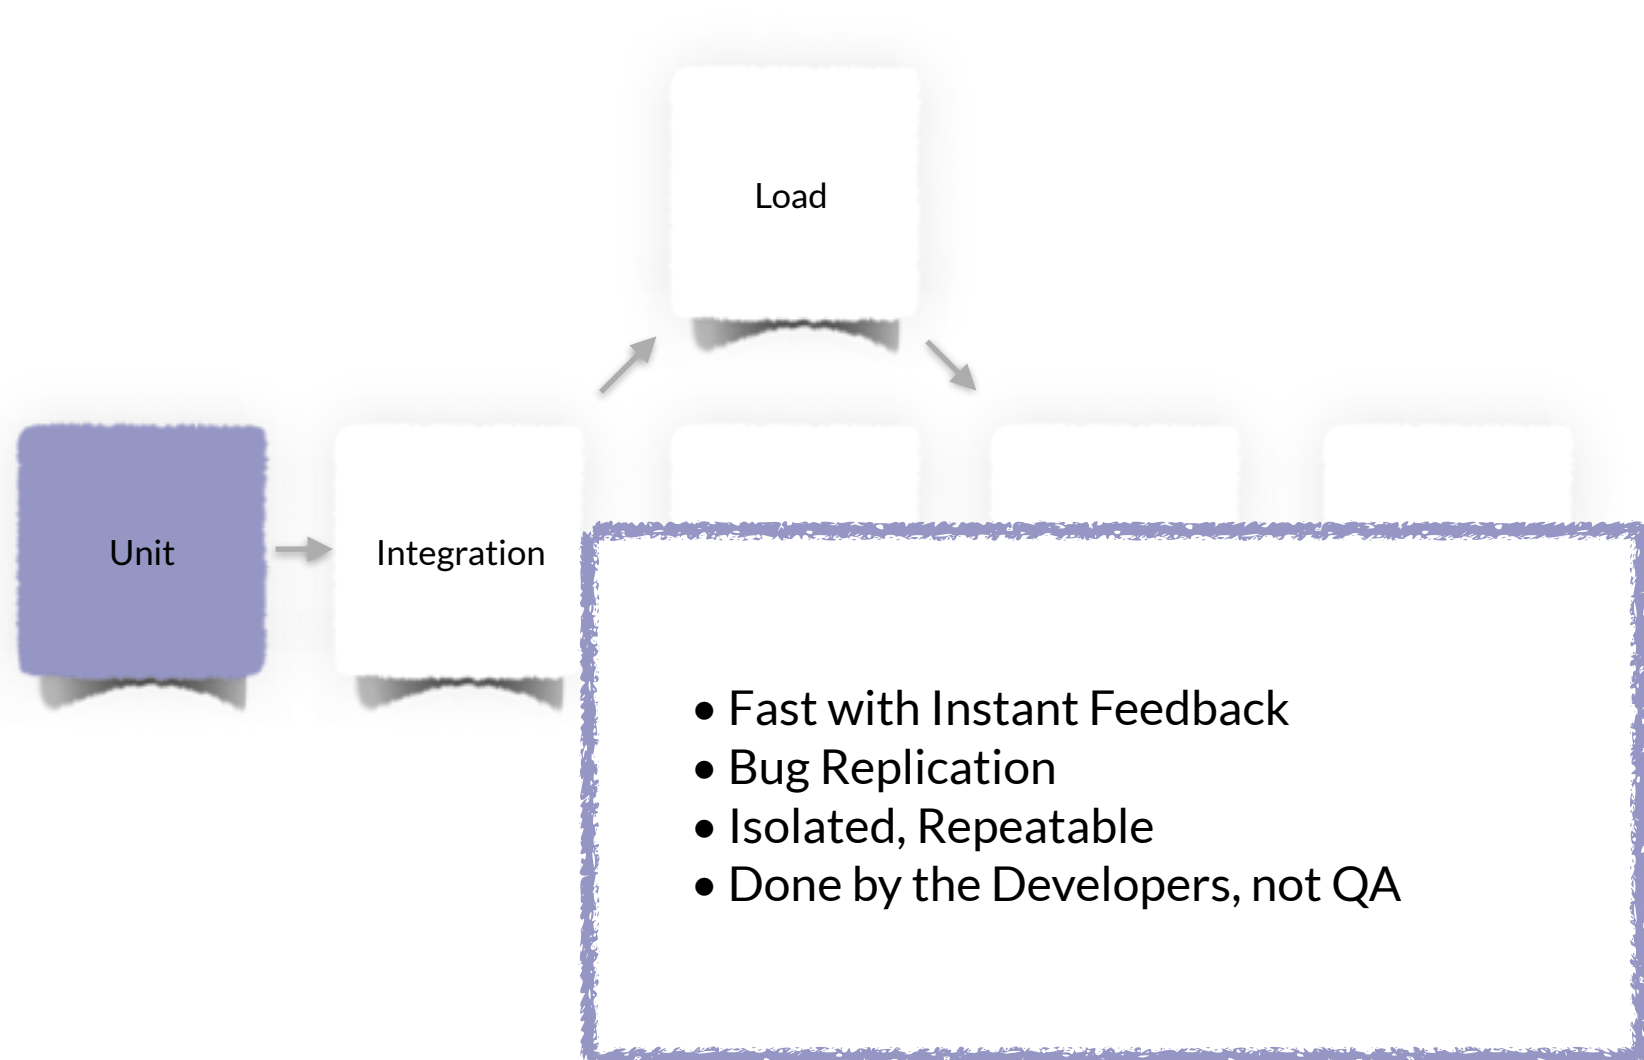 Load
Unit
Integration
• Fast with Instant Feedback
• Bug Replication
• Isolated, Repeatable
• Done by the Developers, not QA